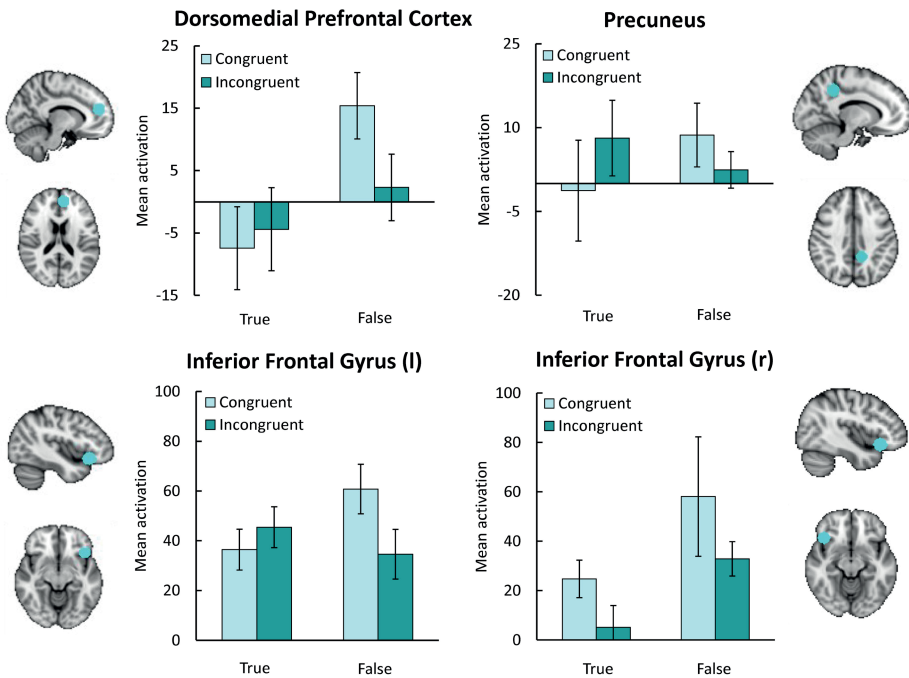 Dorsomedial Prefrontal Cortex
Mean activation
25
15
5
-5
-15
Congruent
Incongruent
True
False
Precuneus
Mean activation
25
10
-5
-20
Congruent
Incongruent
True
False
Inferior Frontal Gyrus (l)
Mean activation
100
80
60
40
20
0
Congruent
Incongruent
True
False
Inferior Frontal Gyrus (r)
Mean activation
100
80
60
40
20
0
Congruent
Incongruent
True
False